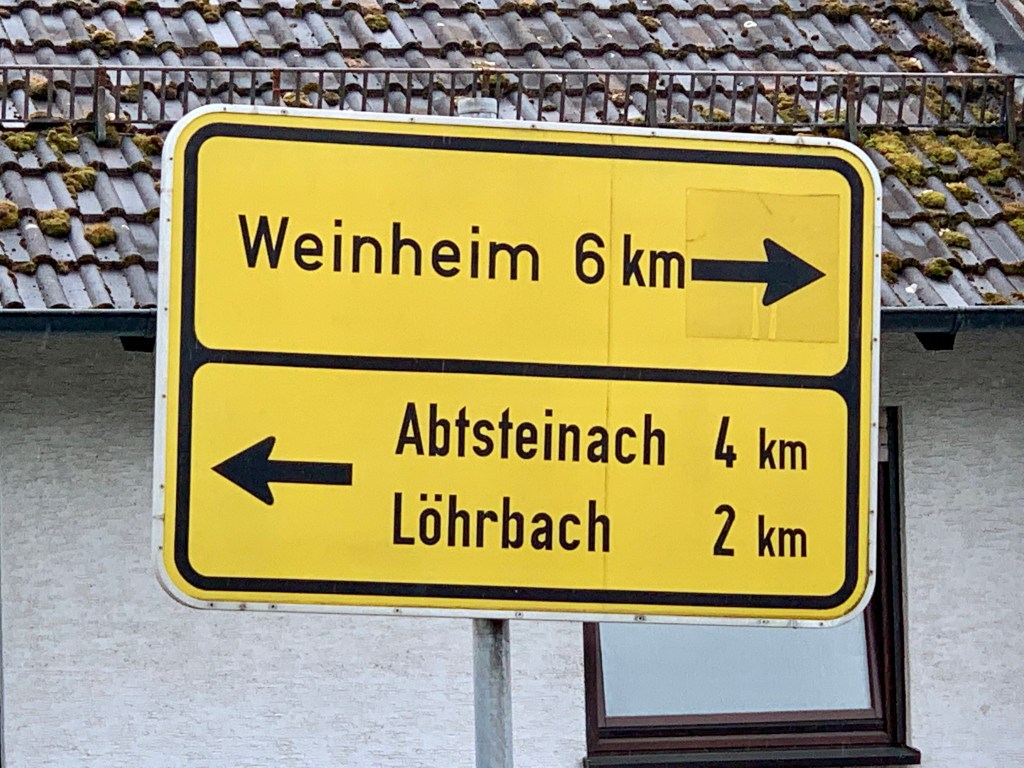 Weinheim 6 km
Abtsteinach 4 km
Löhrbach 2 km